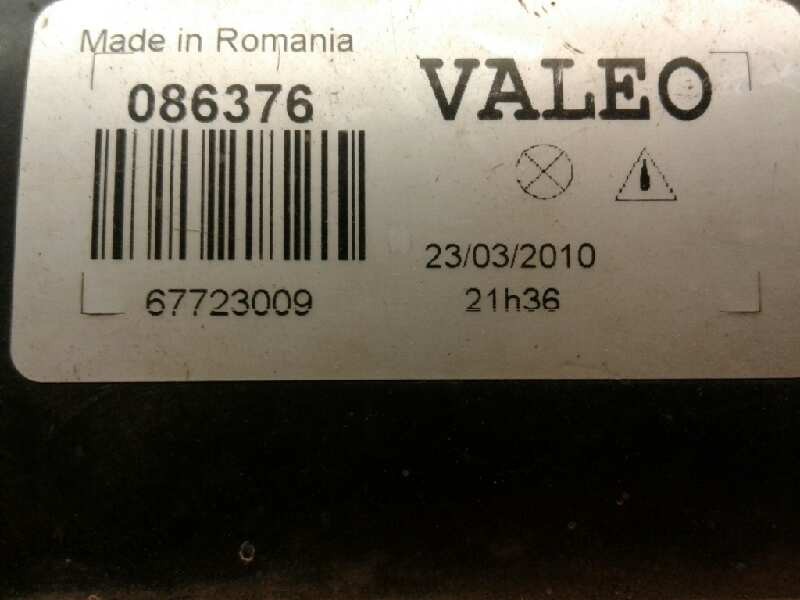 Made in Romania
086376
VALEO
67723009
23/03/2010
21h36